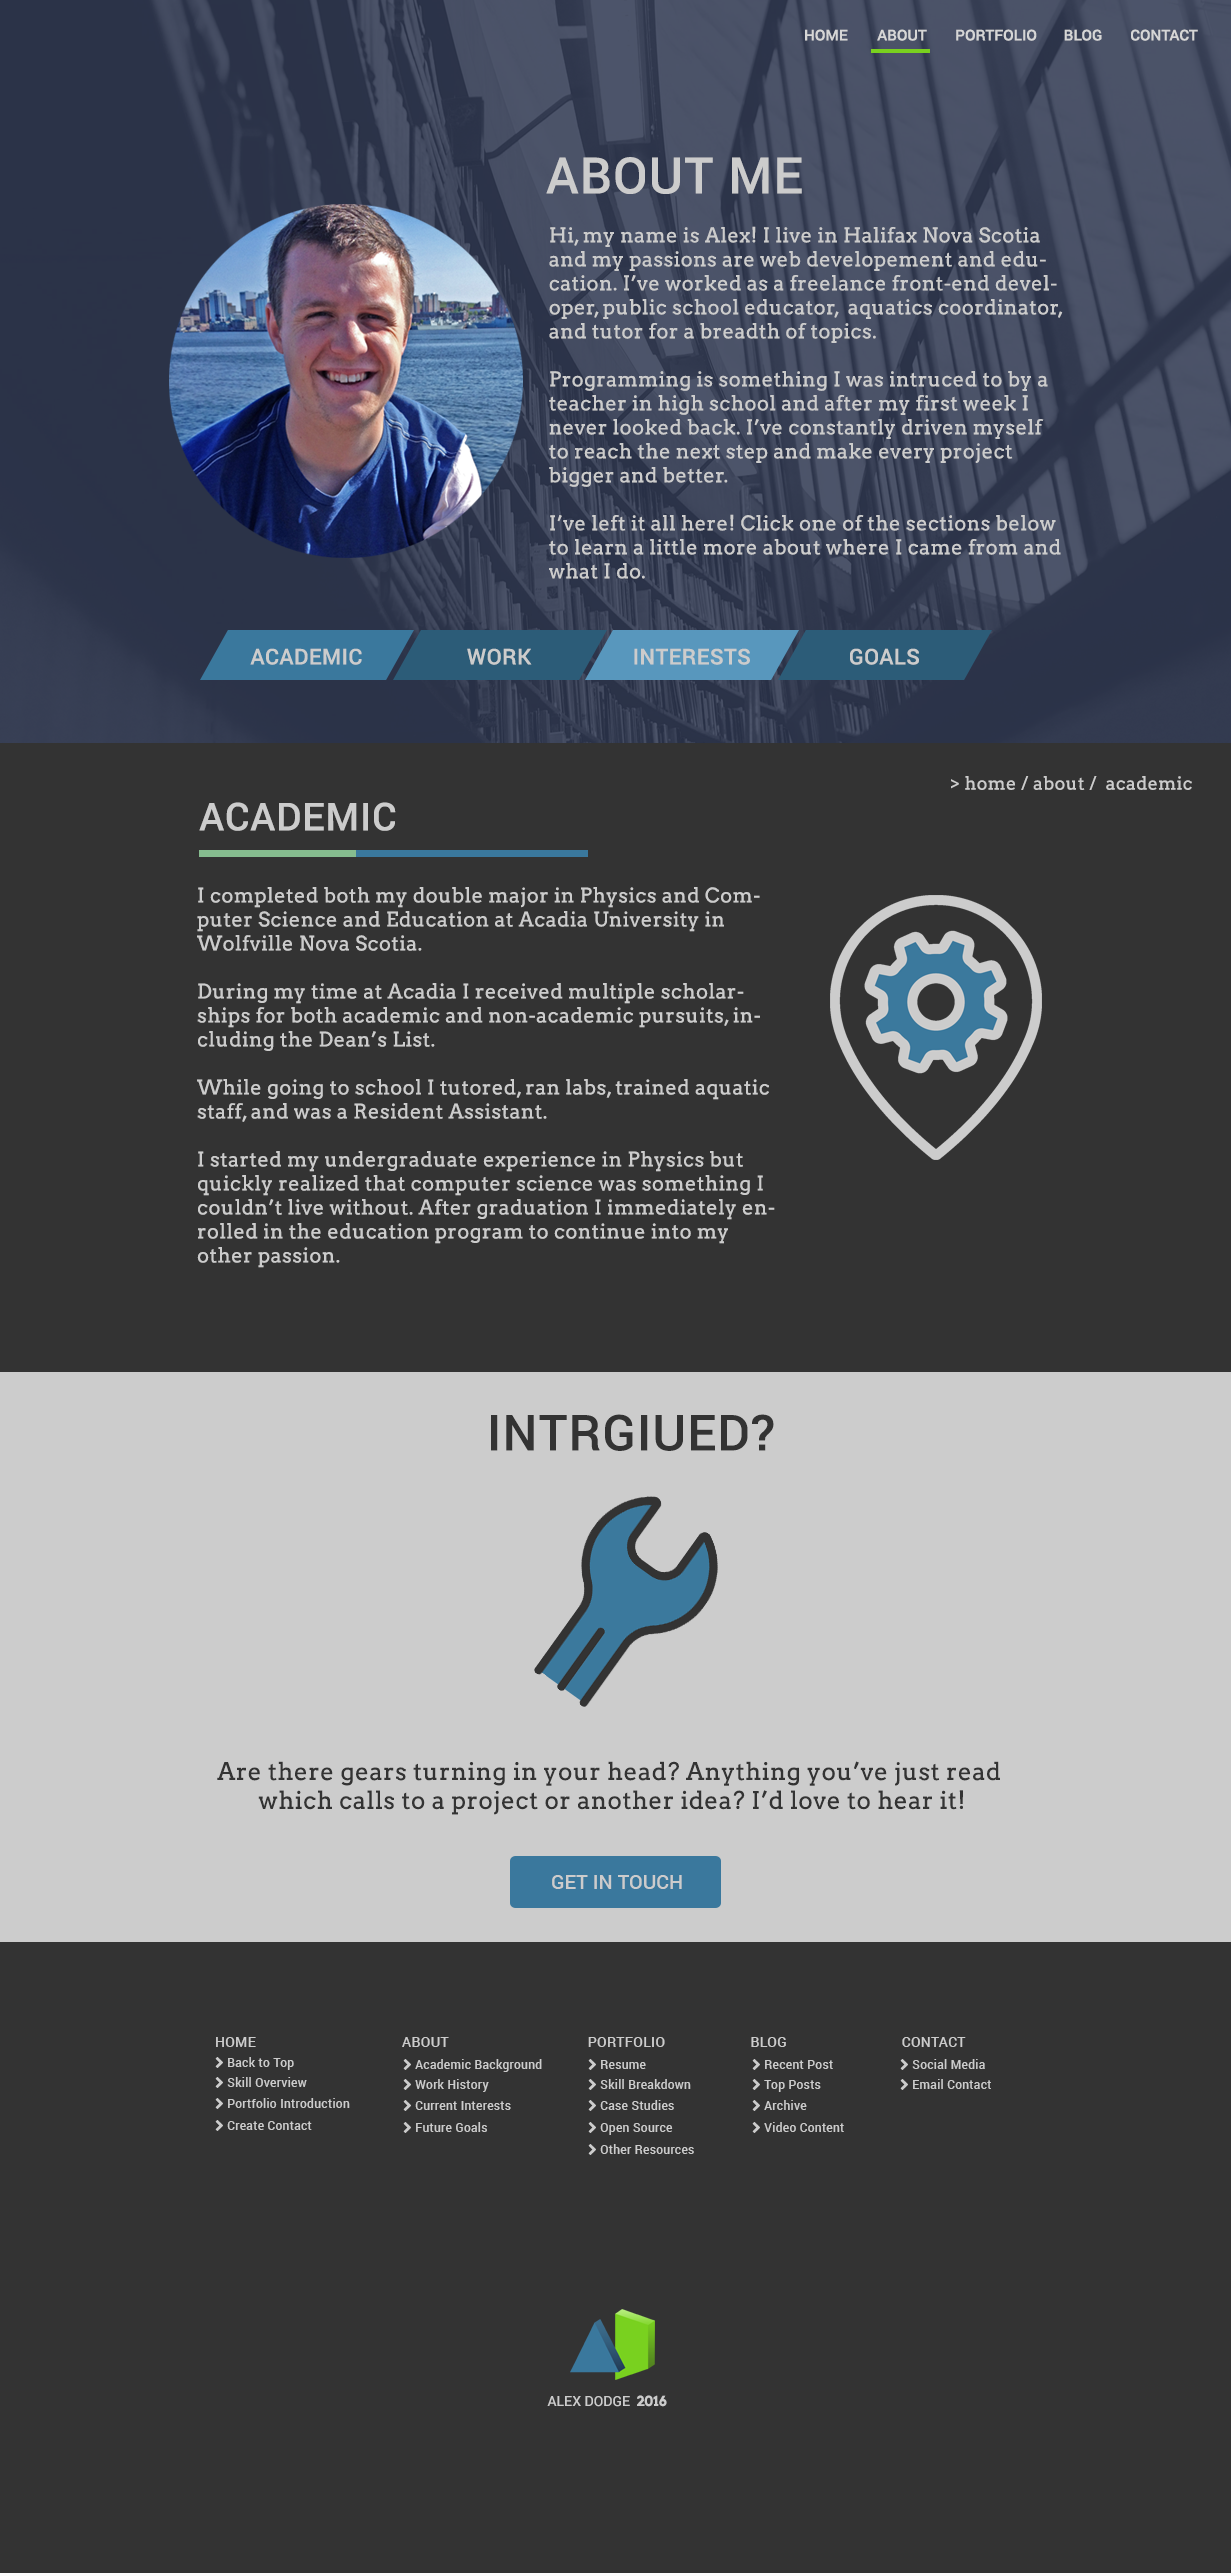 HOME ABOUT PORTFOLIO BLOG CONTACT
ABOUT ME
Hi, my name is Alex! I live in Halifax Nova Scotia
and my passions are web developement and edu-
cation. I’ve worked as a freelance front-end devel-
oper, public school educator,  aquatics coordinator,
and tutor for a breadth of topics.
Programming is something I was intruced to by a
teacher in high school and after my first week I
never looked back. I’ve constantly driven myself
to reach the next step and make every project
bigger and better.
I’ve left it all here! Click one of the sections below
to learn a little more about where I came from and
what I do.
ACADEMIC WORK INTERESTS GOALS
> home / about /  academic
ACADEMIC
I completed both my double major in Physics and Com-
puter Science and Education at Acadia University in
Wolfville Nova Scotia.
During my time at Acadia I received multiple scholar-
ships for both academic and non-academic pursuits, in-
cluding the Dean’s List.
While going to school I tutored, ran labs, trained aquatic
staff, and was a Resident Assistant.
I started my undergraduate experience in Physics but
quickly realized that computer science was something I
couldn’t live without. After graduation I immediately en-
rolled in the education program to continue into my
other passion.
INTRGIUED?
Are there gears turning in your head? Anything you’ve just read
which calls to a project or another idea? I’d love to hear it!
GET IN TOUCH
HOME
Back to Top
Skill Overview
Portfolio Introduction
Create Contact
ABOUT
Academic Background
Work History
Current Interests
Future Goals
PORTFOLIO
Resume
Skill Breakdown
Case Studies
Open Source
Other Resources
BLOG
Recent Post
Top Posts
Archive
Video Content
CONTACT
Social Media
Email Contact
ALEX DODGE 2016